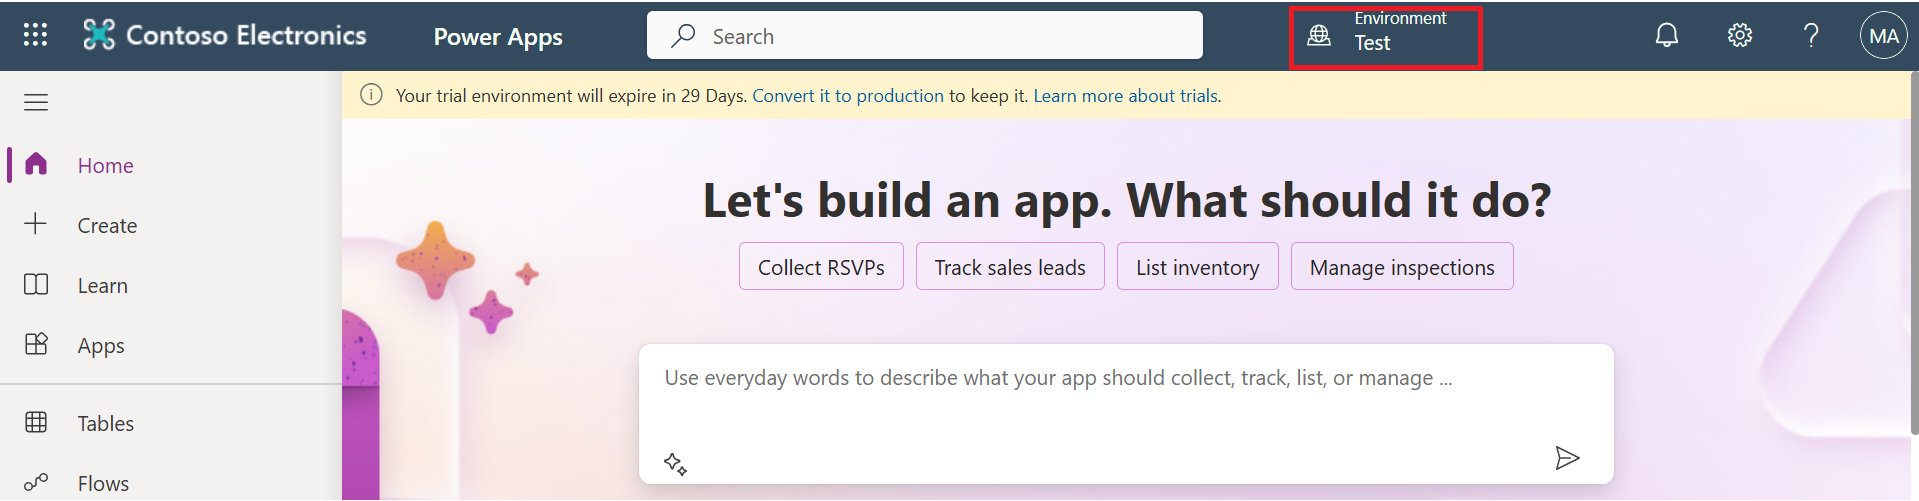 Contoso Electronics
Power Apps
Search
Environment
Test
MA
Your trial environment will expire in 29 Days. Convert it to production to keep it. Learn more about trials.
Home
Create
Learn
Apps
Tables
Flows
Let's build an app. What should it do?
Collect RSVPs
Track sales leads
List inventory
Manage inspections
Use everyday words to describe what your app should collect, track, list, or manage ...